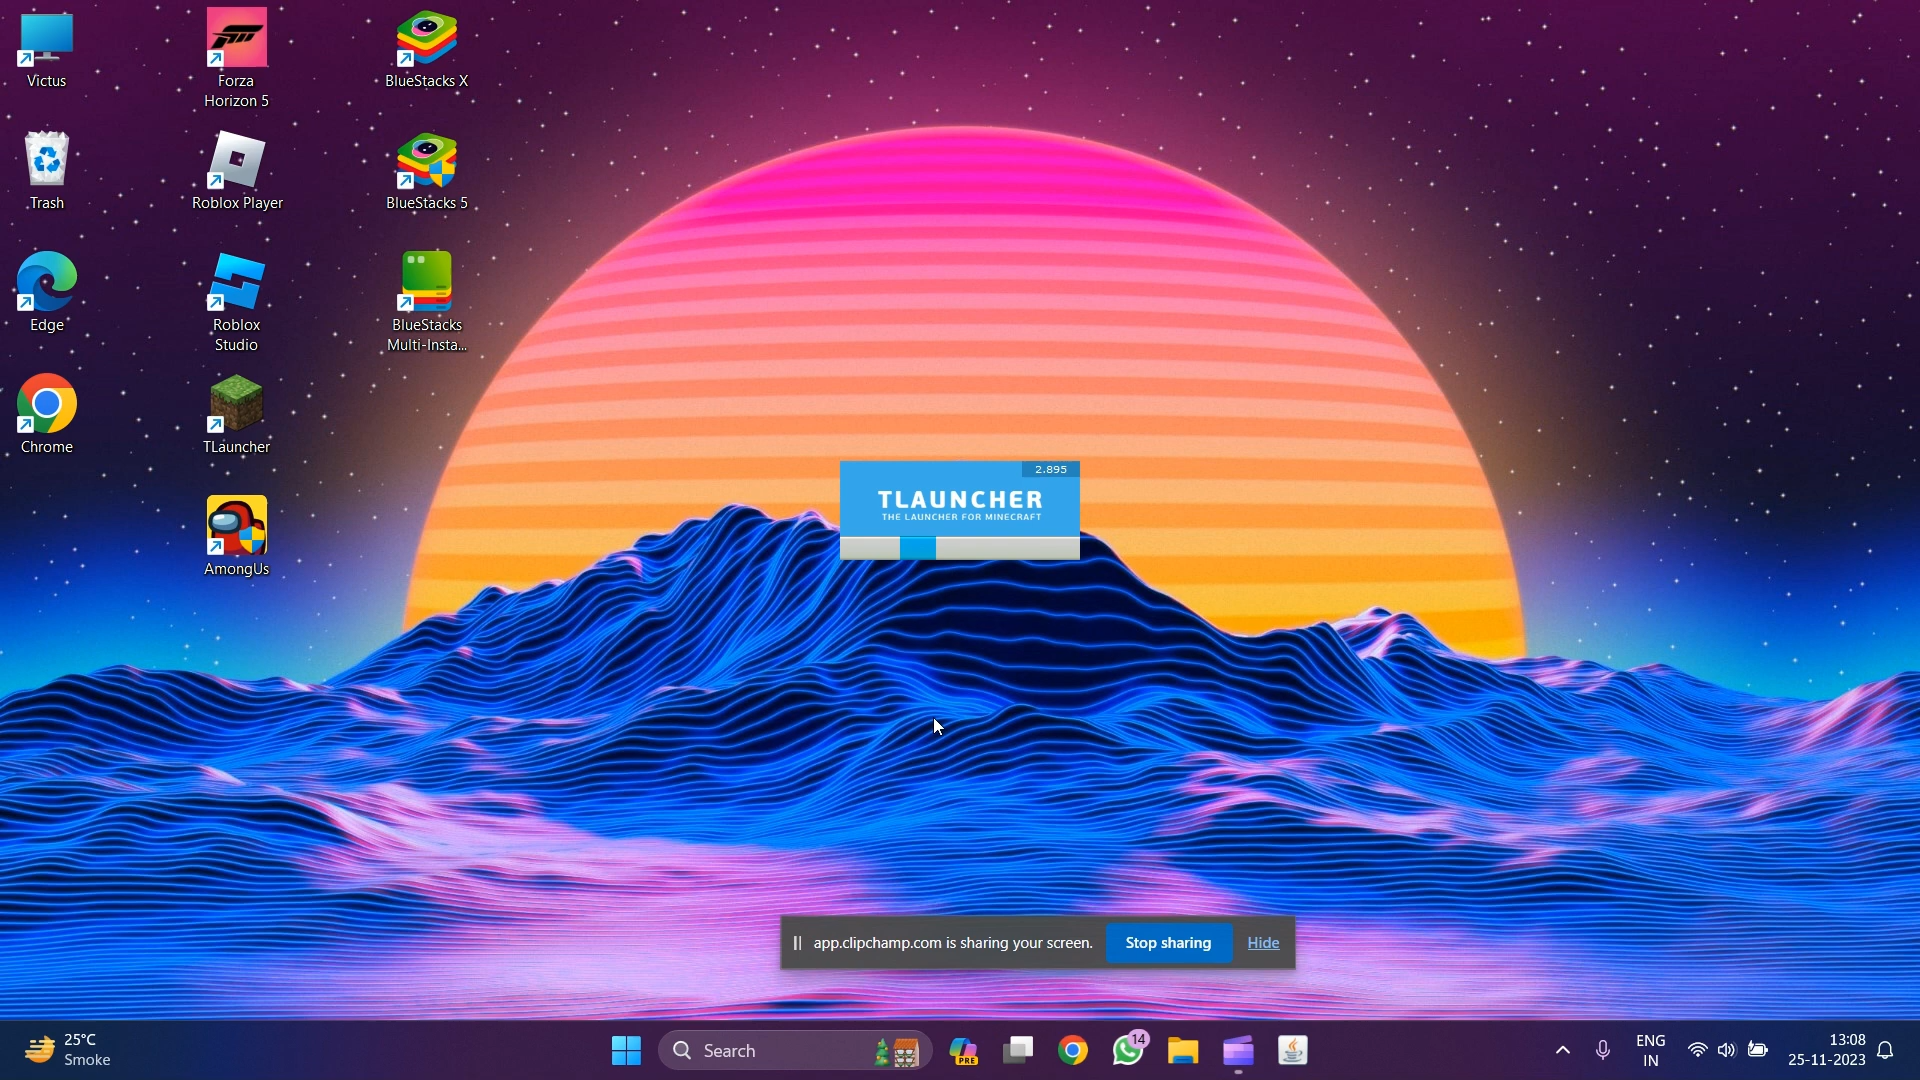 Victus
Forza
Horizon 5
BlueStacks X
Trash
Roblox Player
BlueStacks 5
Edge
Roblox
Studio
BlueStacks
Multi-Insta...
Chrome
TLauncher
AmongUs
2.895
TLAUNCHER
THE LAUNCHER FOR MINECRAFT
app.clipchamp.com is sharing your screen.
Stop sharing
Hide
25°C
Smoke
Search
PRE
14
ENG
IN
13:08
25-11-2023